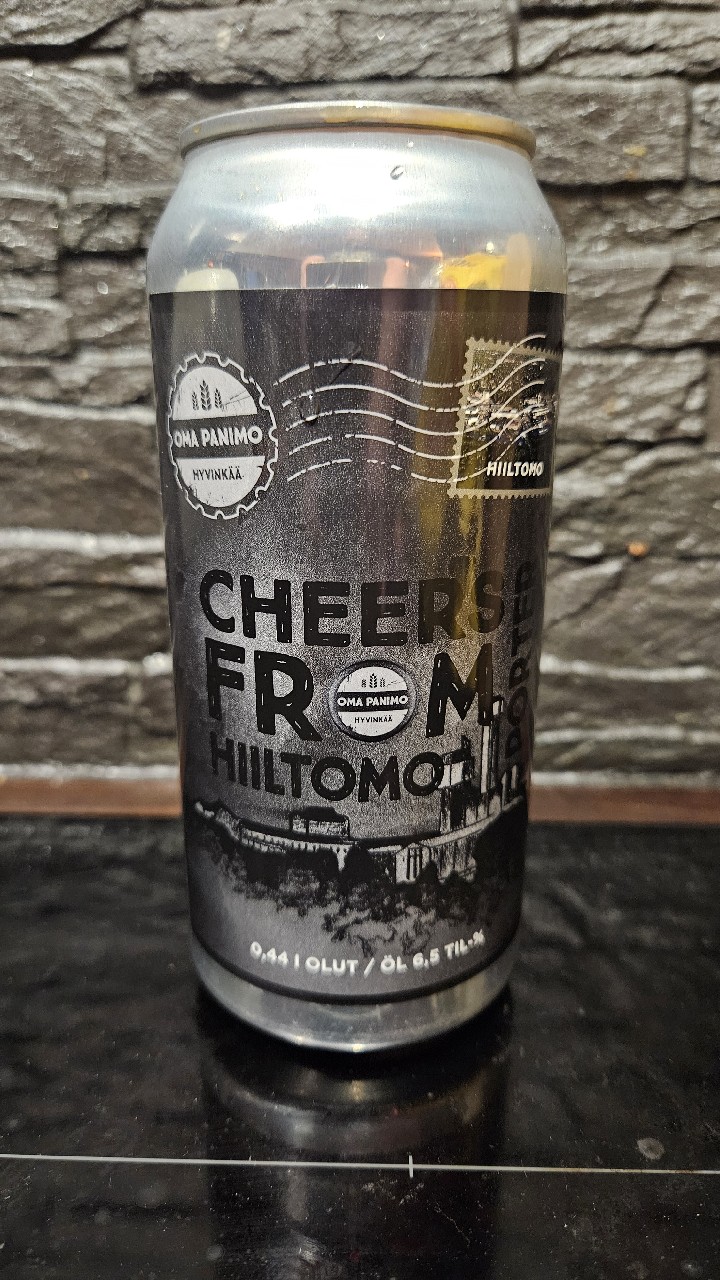 OMA PANIMO
HYVINKÄÄ
HIILTOMO
CHEERS
FROM
OMA PANIMO
HYVINKÄÄ
HIILTOMO
PORTER
0,44 l OLUT / ÖL 6,5 TIL-%